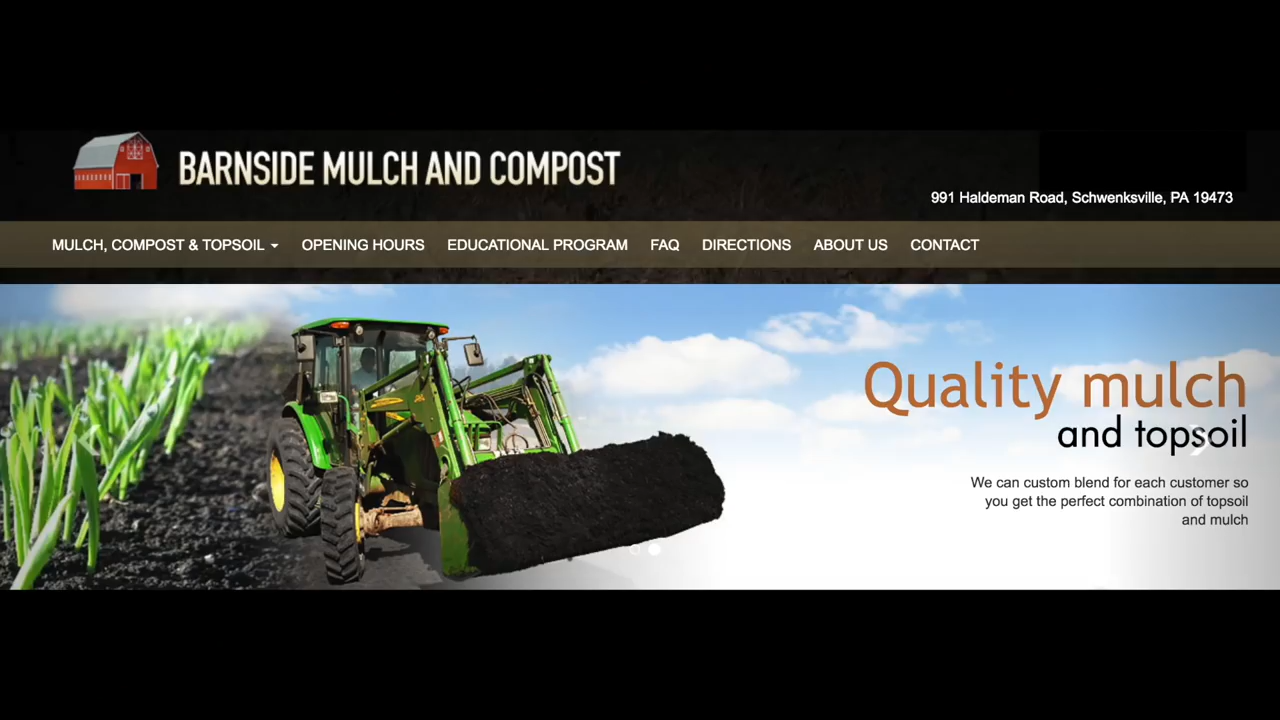 BARNSIDE MULCH AND COMPOST
991 Haldeman Road, Schwenksville, PA 19473
MULCH, COMPOST & TOPSOIL OPENING HOURS EDUCATIONAL PROGRAM FAQ DIRECTIONS ABOUT US CONTACT
Quality mulch
and topsoil
We can custom blend for each customer so
you get the perfect combination of topsoil
and mulch